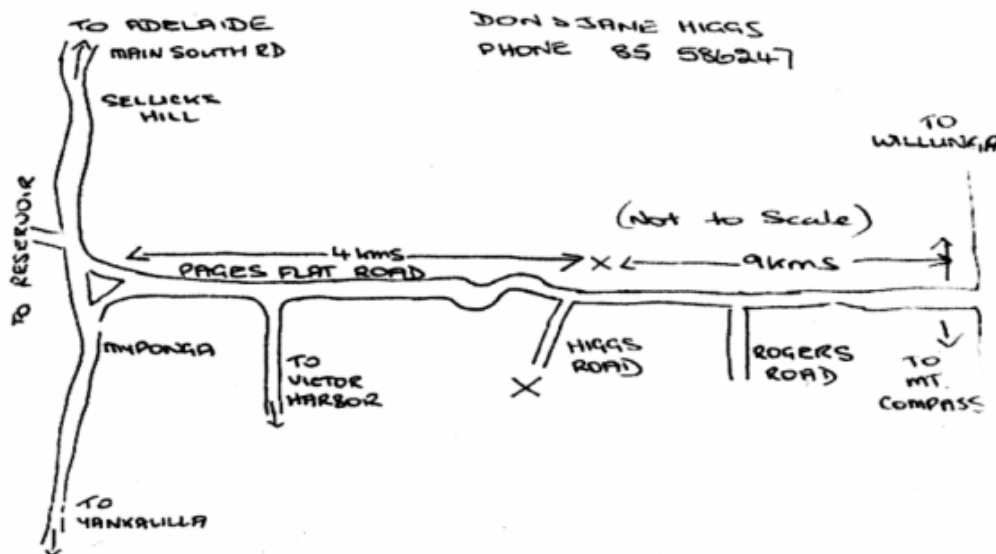 TO ADELAIDE
MAIN SOUTH RD
DON & JANE HIGGS
PHONE 85 586247
SELLICKS
HILL
TO
WILLUNGA
TO RESERVOIR
(Not to Scale)
4 kms
X
9 kms
PAGES FLAT ROAD
MYPONGA
TO
VICTOR
HARBOR
HIGGS
ROAD
X
ROGERS
ROAD
TO
MT.
COMPASS
TO
YANKALILLA